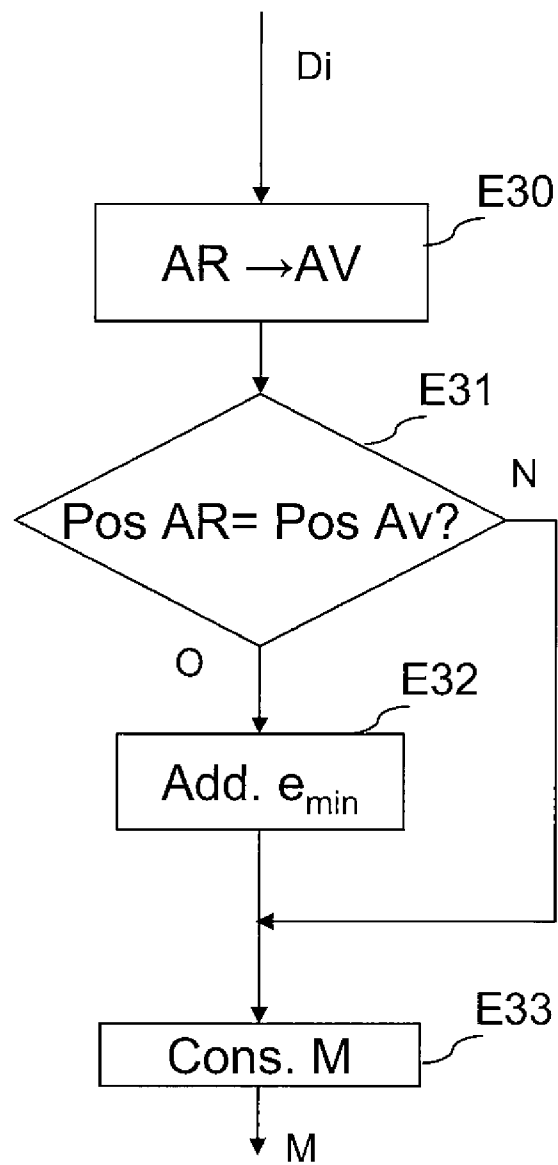 Di
E30
AR →AV
E31
N
Pos AR= Pos Av?
O
E32
Add. e_min
E33
Cons. M
M